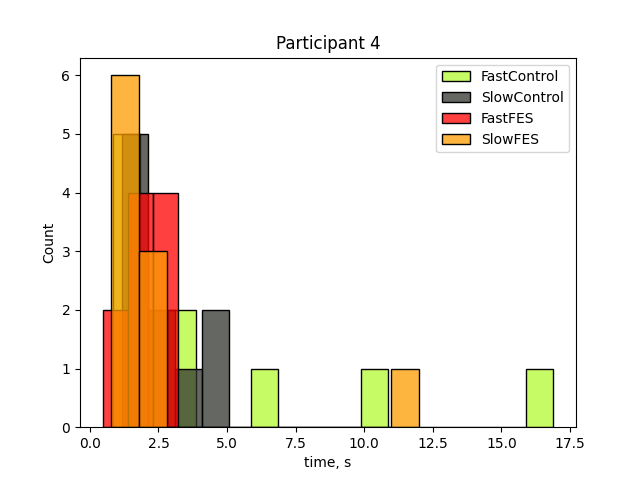 Participant 4
FastControl
SlowControl
FastFES
SlowFES
6
5
4
3
2
1
0
Count
0.0 2.5 5.0 7.5 10.0 12.5 15.0 17.5
time, s